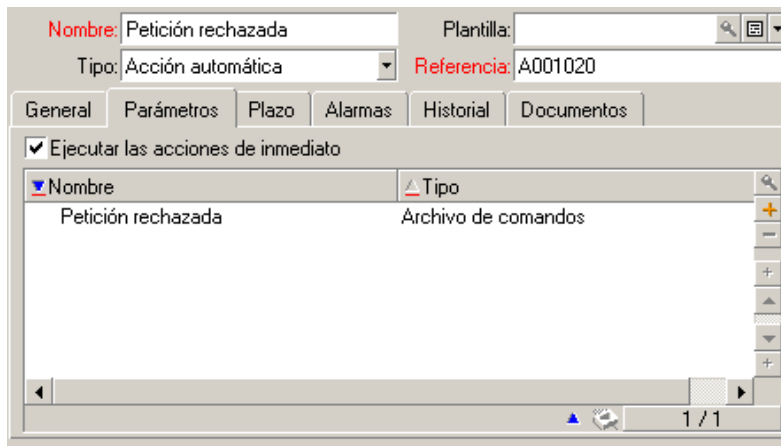 Nombre: Petición rechazada Plantilla:
Tipo: Acción automática Referencia: A001020
General Parámetros Plazo Alarmas Historial Documentos
Ejecutar las acciones de inmediato
Nombre Tipo
Petición rechazada Archivo de comandos
1 / 1